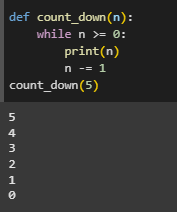 def count_down(n):
    while n >= 0:
        print(n)
        n -= 1
count_down(5)
5
4
3
2
1
0